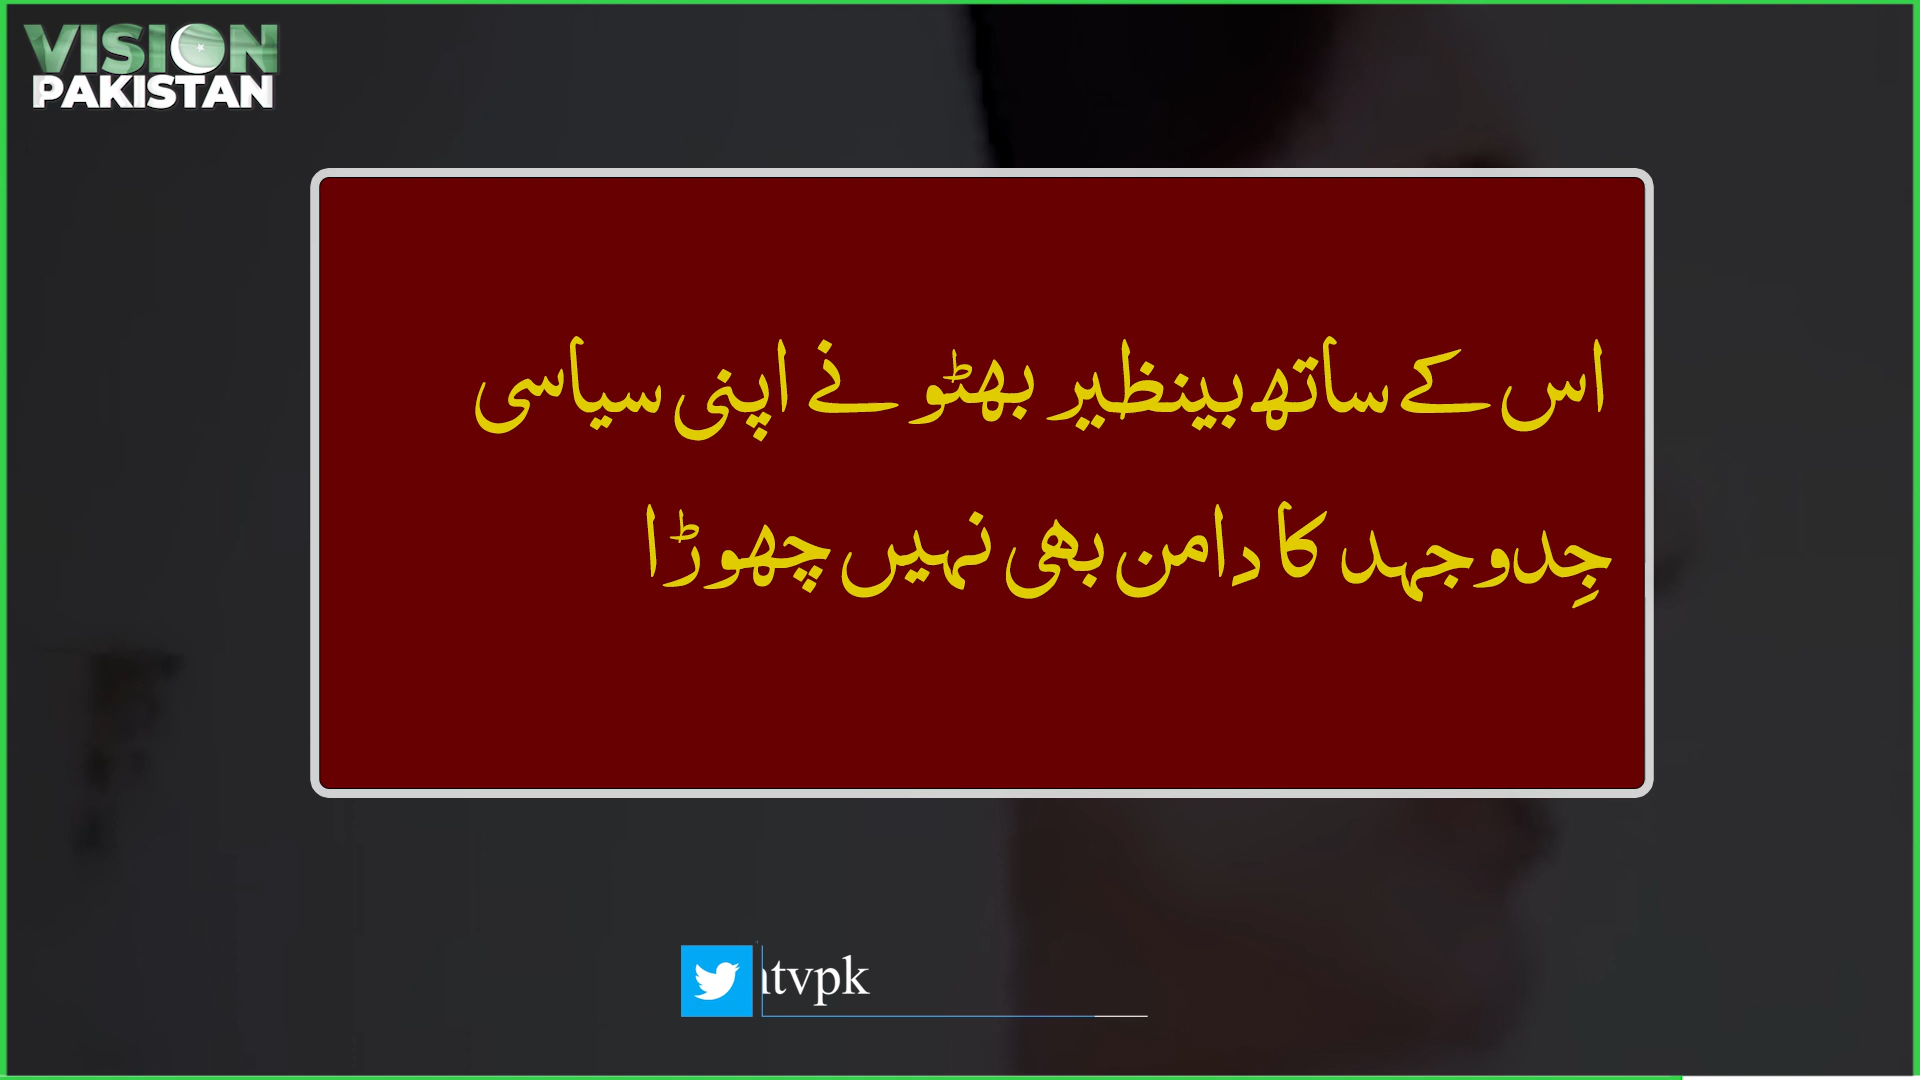 VISION
PAKISTAN
اس کے ساتھ بینظیر بھٹو نے اپنی سیاسی
جِدوجہد کا دامن بھی نہیں چھوڑا
tvpk